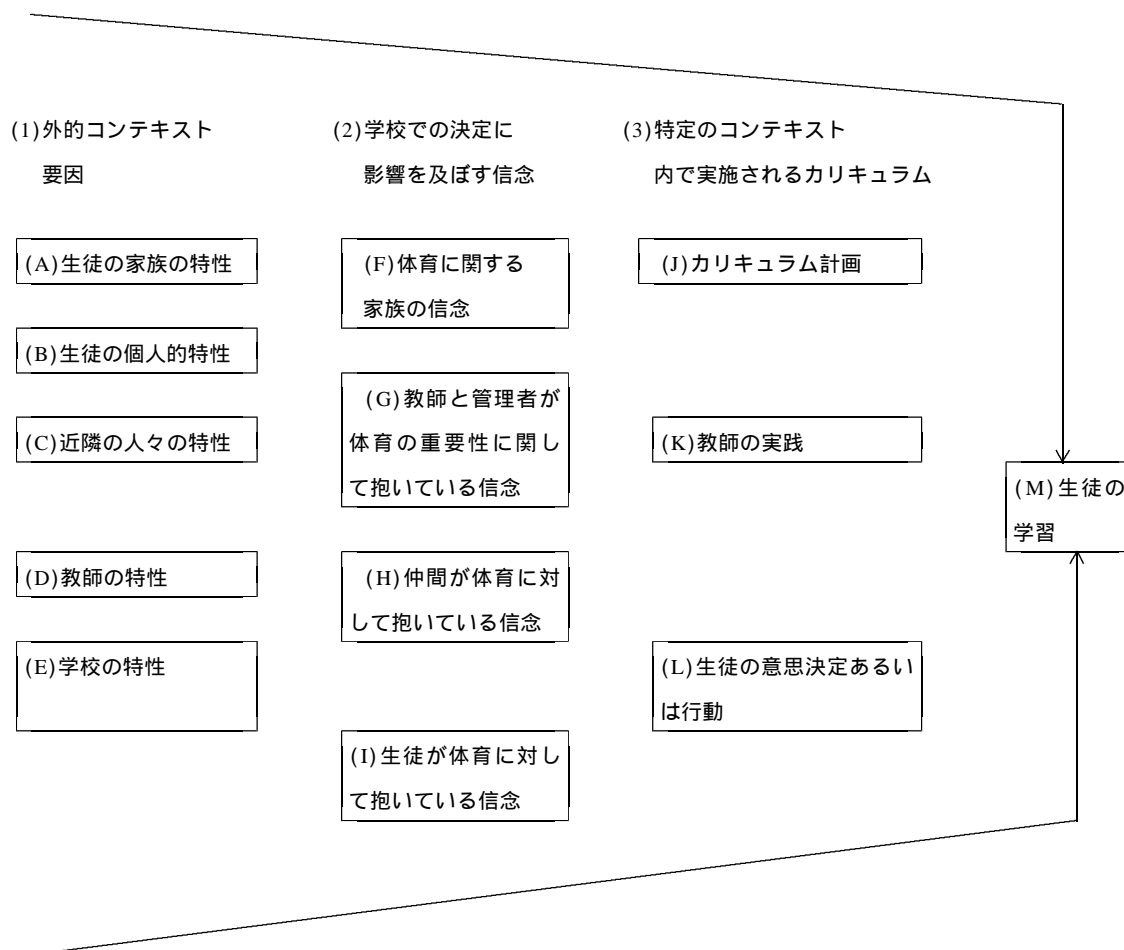 (1)外的コンテキスト
要因
(2)学校での決定に
影響を及ぼす信念
(3)特定のコンテキスト
内で実施されるカリキュラム
(A)生徒の家族の特性
(B)生徒の個人的特性
(C)近隣の人々の特性
(D)教師の特性
(E)学校の特性
(F)体育に関する
家族の信念
(G)教師と管理者が
体育の重要性に関し
て抱いている信念
(H)仲間が体育に対
して抱いている信念
(I)生徒が体育に対し
て抱いている信念
(J)カリキュラム計画
(K)教師の実践
(L)生徒の意思決定あるい
は行動
(M)生徒の
学習